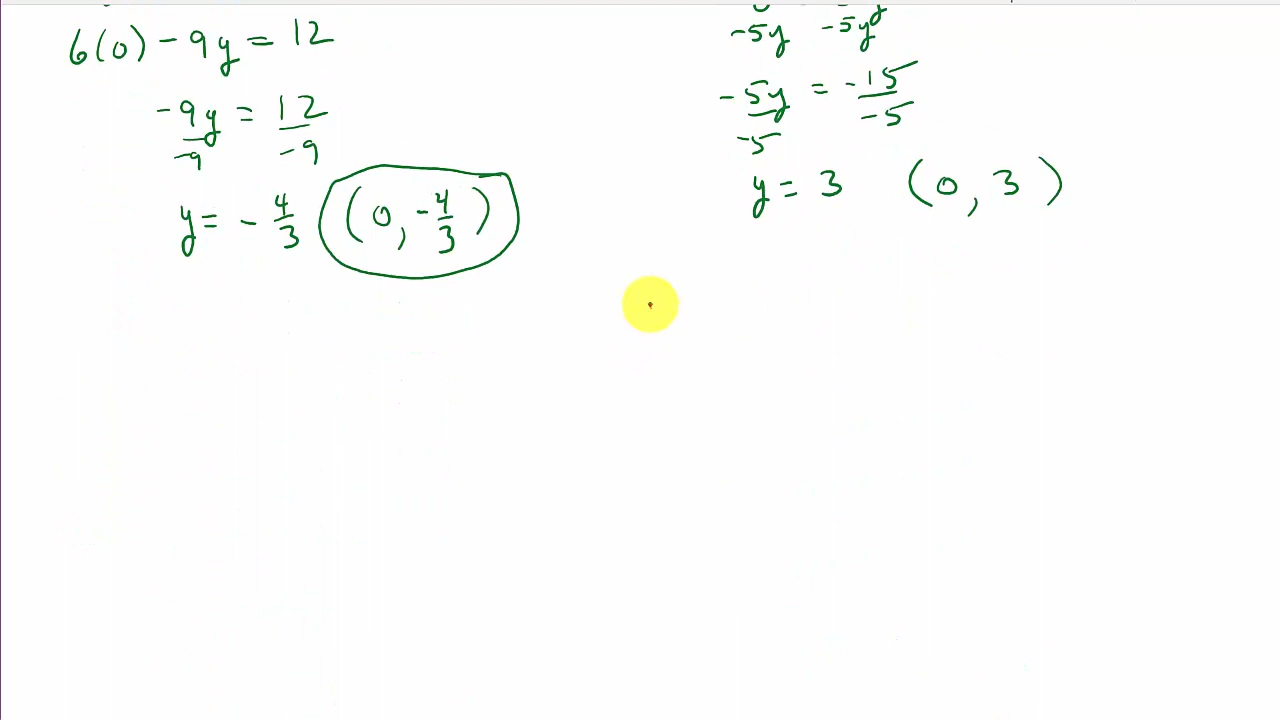 6(0) - 9y = 12
-9y = 12
-9 -9
y = - 4/3 (0, -4/3)
-5y -5y
-5y = -15
-5 -5
y = 3 (0, 3)